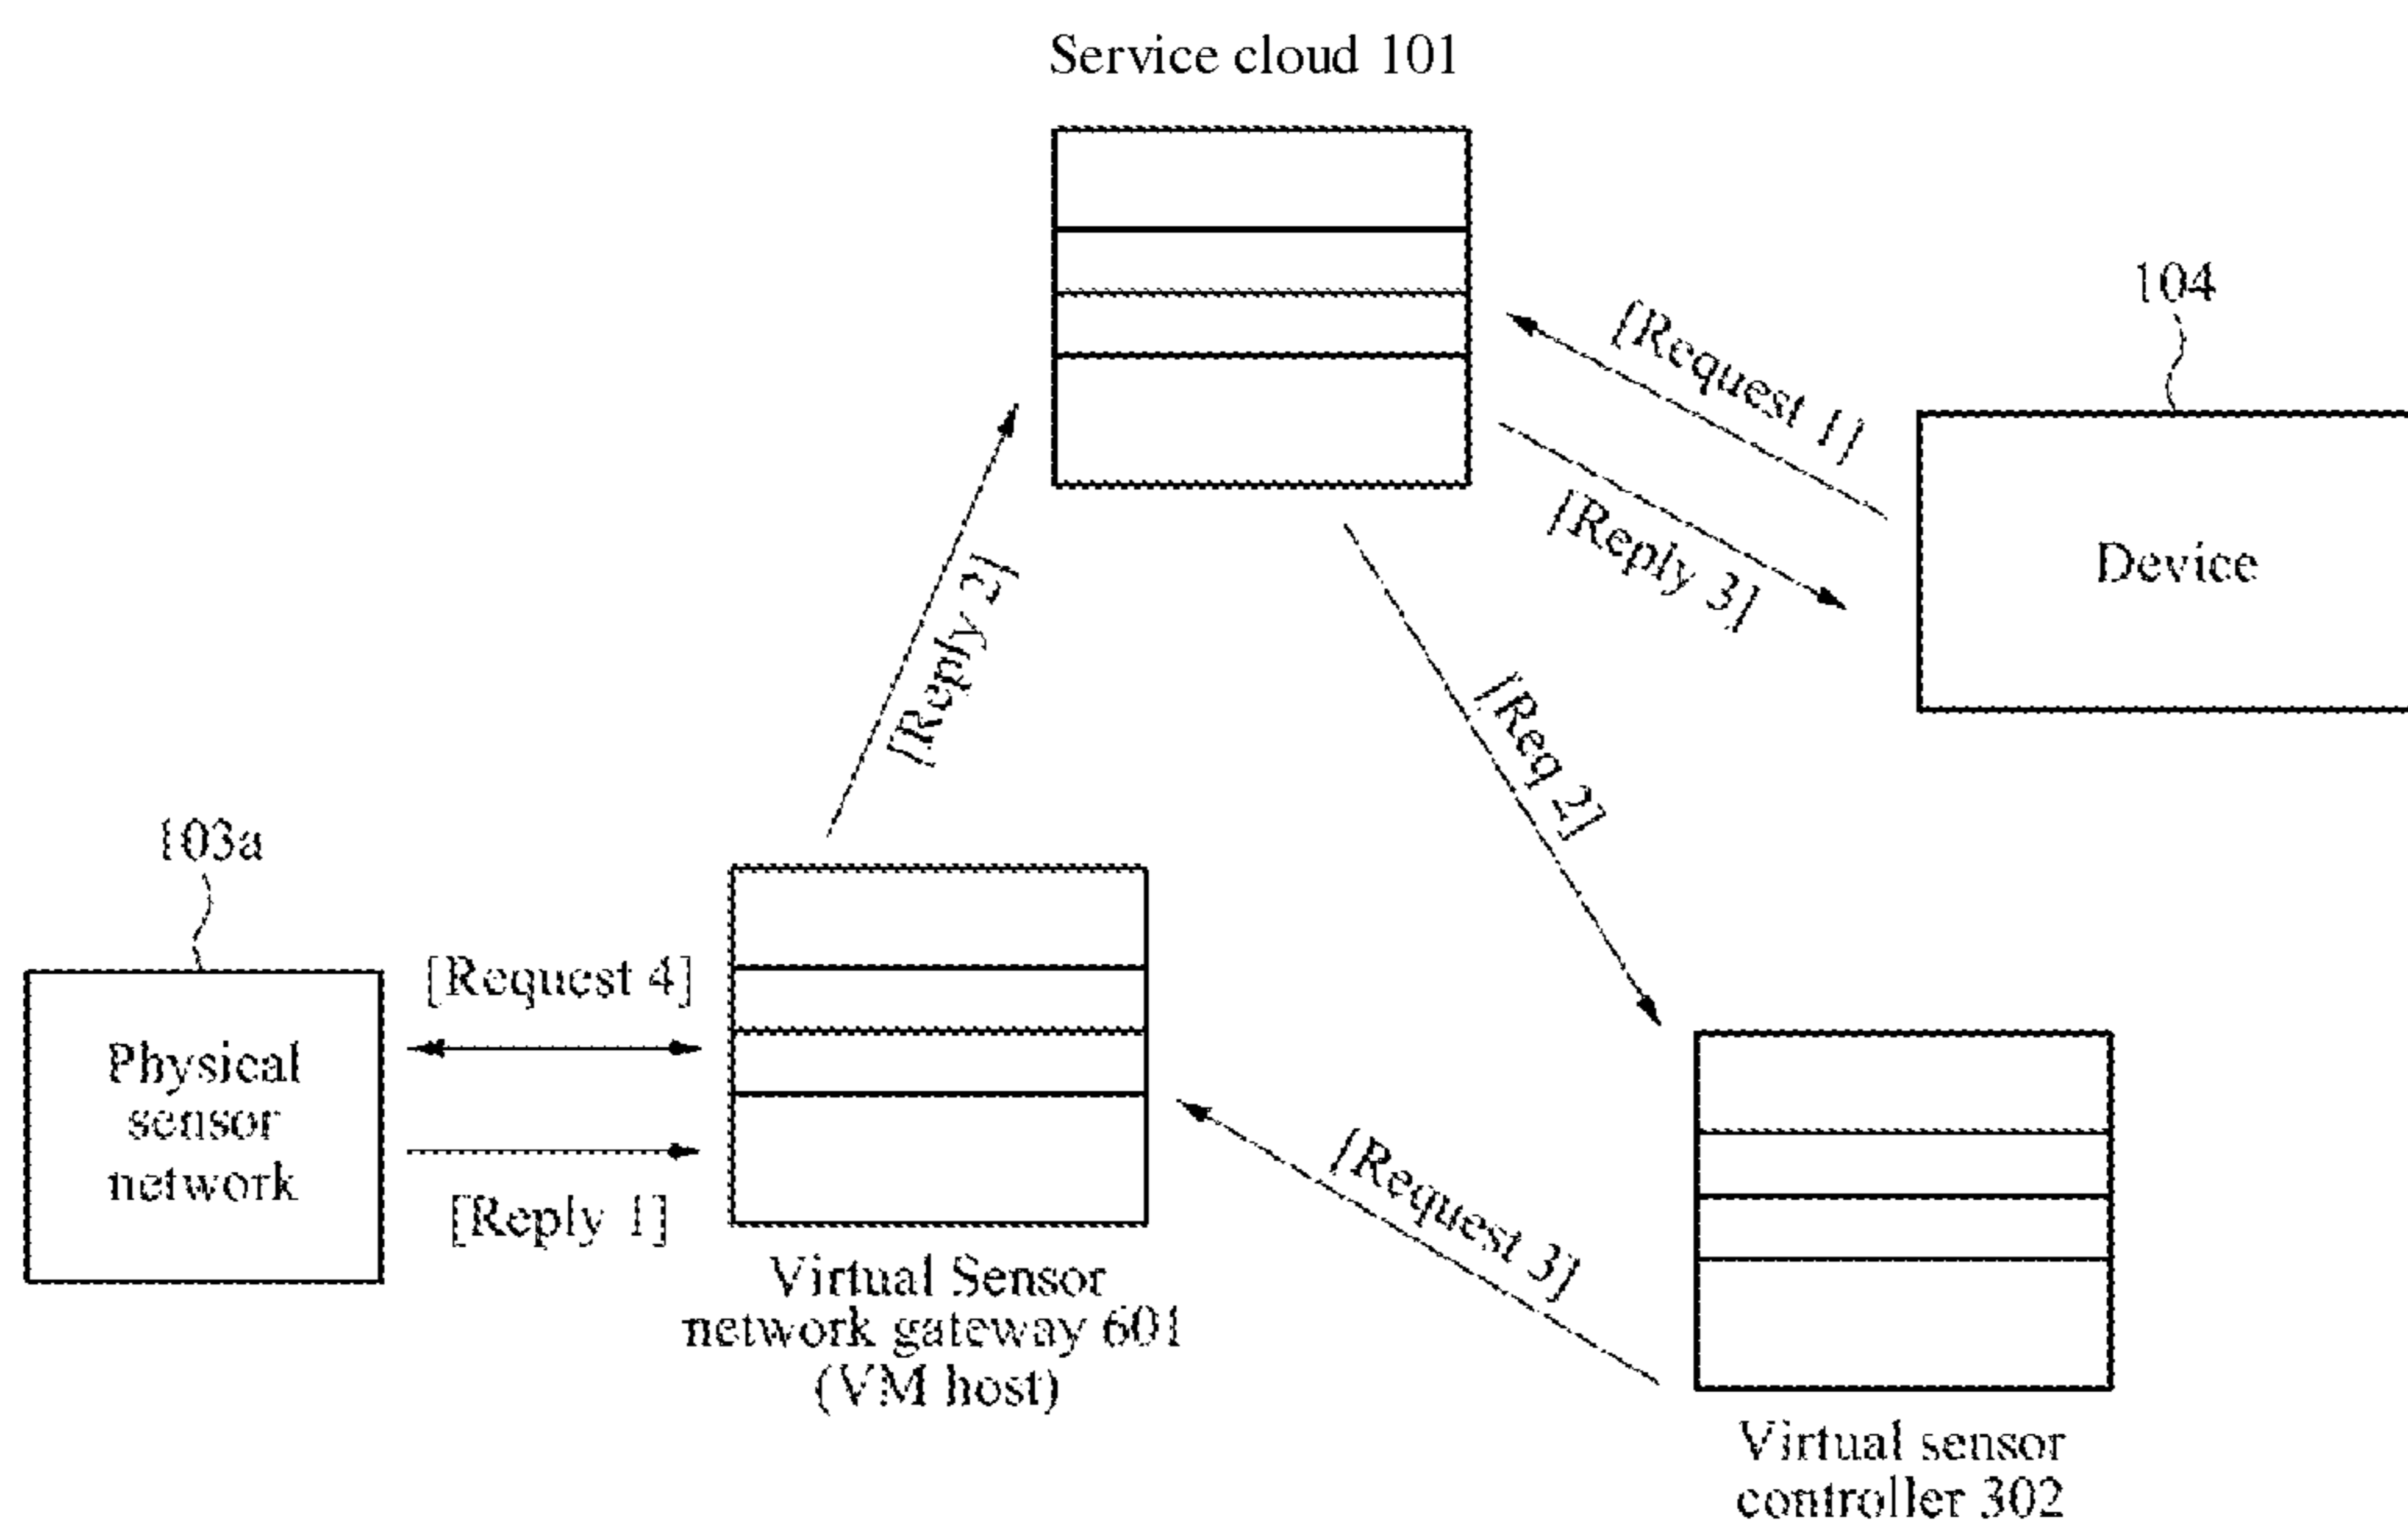 Service cloud 101
104
[Request 1]
[Reply 3]
Device
[Reply 2]
[Req 2]
103a
[Request 4]
Physical
sensor
network
[Reply 1]
Virtual Sensor
network gateway 601
(VM host)
[Request 3]
Virtual sensor
controller 302